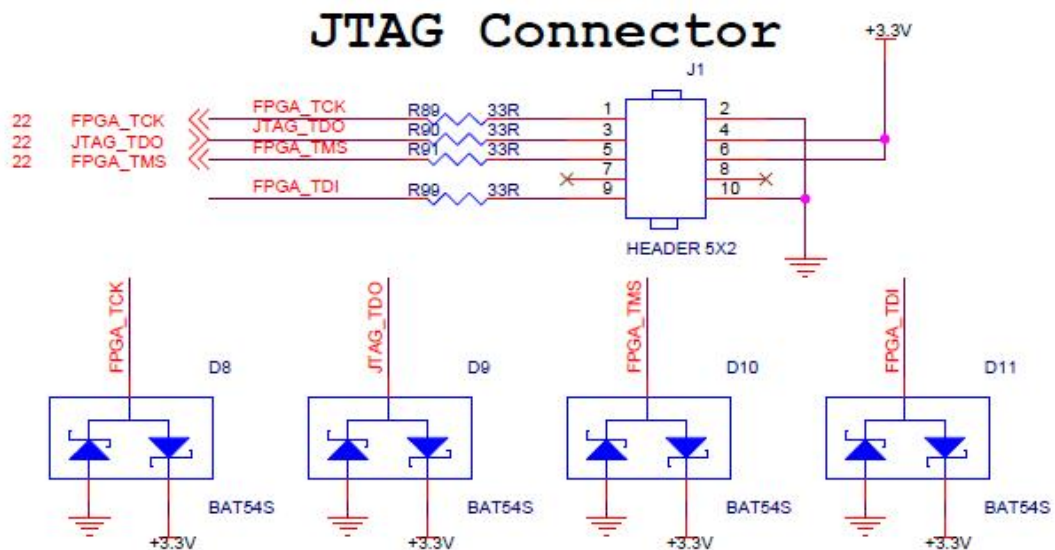 JTAG Connector
+3.3V
J1
FPGA_TCK R89 33R 1 2
22 FPGA_TCK
JTAG_TDO R90 33R 3 4
22 JTAG_TDO
FPGA_TMS R91 33R 5 6
22 FPGA_TMS
7 8
FPGA_TDI R99 33R 9 10
HEADER 5X2
FPGA_TCK JTAG_TDO FPGA_TMS FPGA_TDI
D8 D9 D10 D11
BAT54S BAT54S BAT54S BAT54S
+3.3V +3.3V +3.3V +3.3V